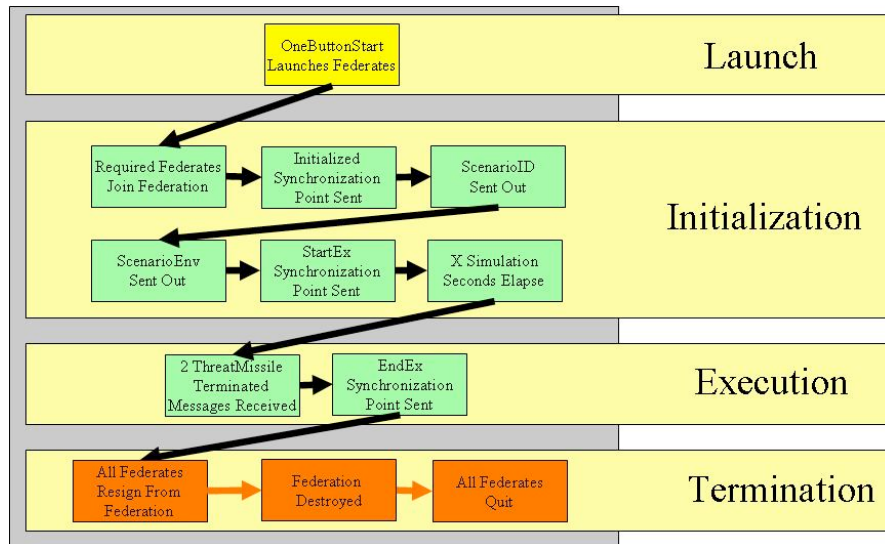 OneButtonStart
Launches Federates
Launch
Required Federates
Join Federation
Initialized
Synchronization
Point Sent
ScenarioID
Sent Out
Initialization
ScenarioEnv
Sent Out
StartEx
Synchronization
Point Sent
X Simulation
Seconds Elapse
2 ThreatMissile
Terminated
Messages Received
EndEx
Synchronization
Point Sent
Execution
All Federates
Resign From
Federation
Federation
Destroyed
All Federates
Quit
Termination